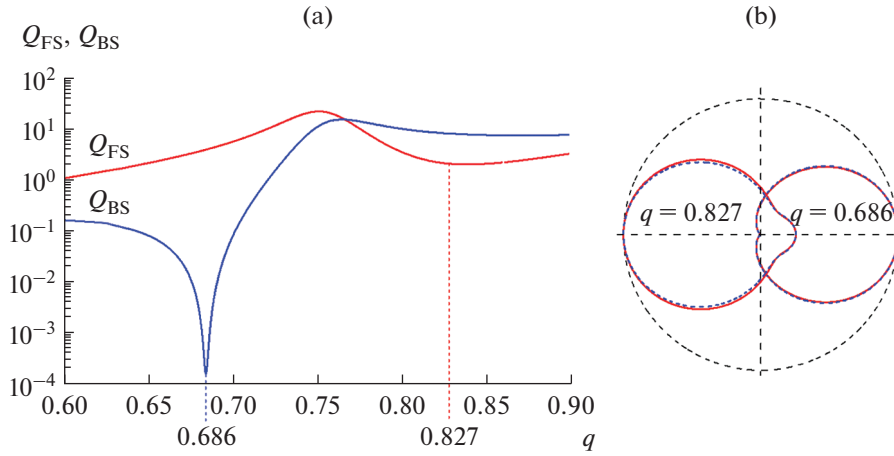 (a)
(b)
Q_FS, Q_BS
10^2
10^1
10^0
10^−1
10^−2
10^−3
10^−4
Q_FS
Q_BS
0.60 0.65 0.70 0.75 0.80 0.85 0.90
0.686 0.827 q
q = 0.827 q = 0.686